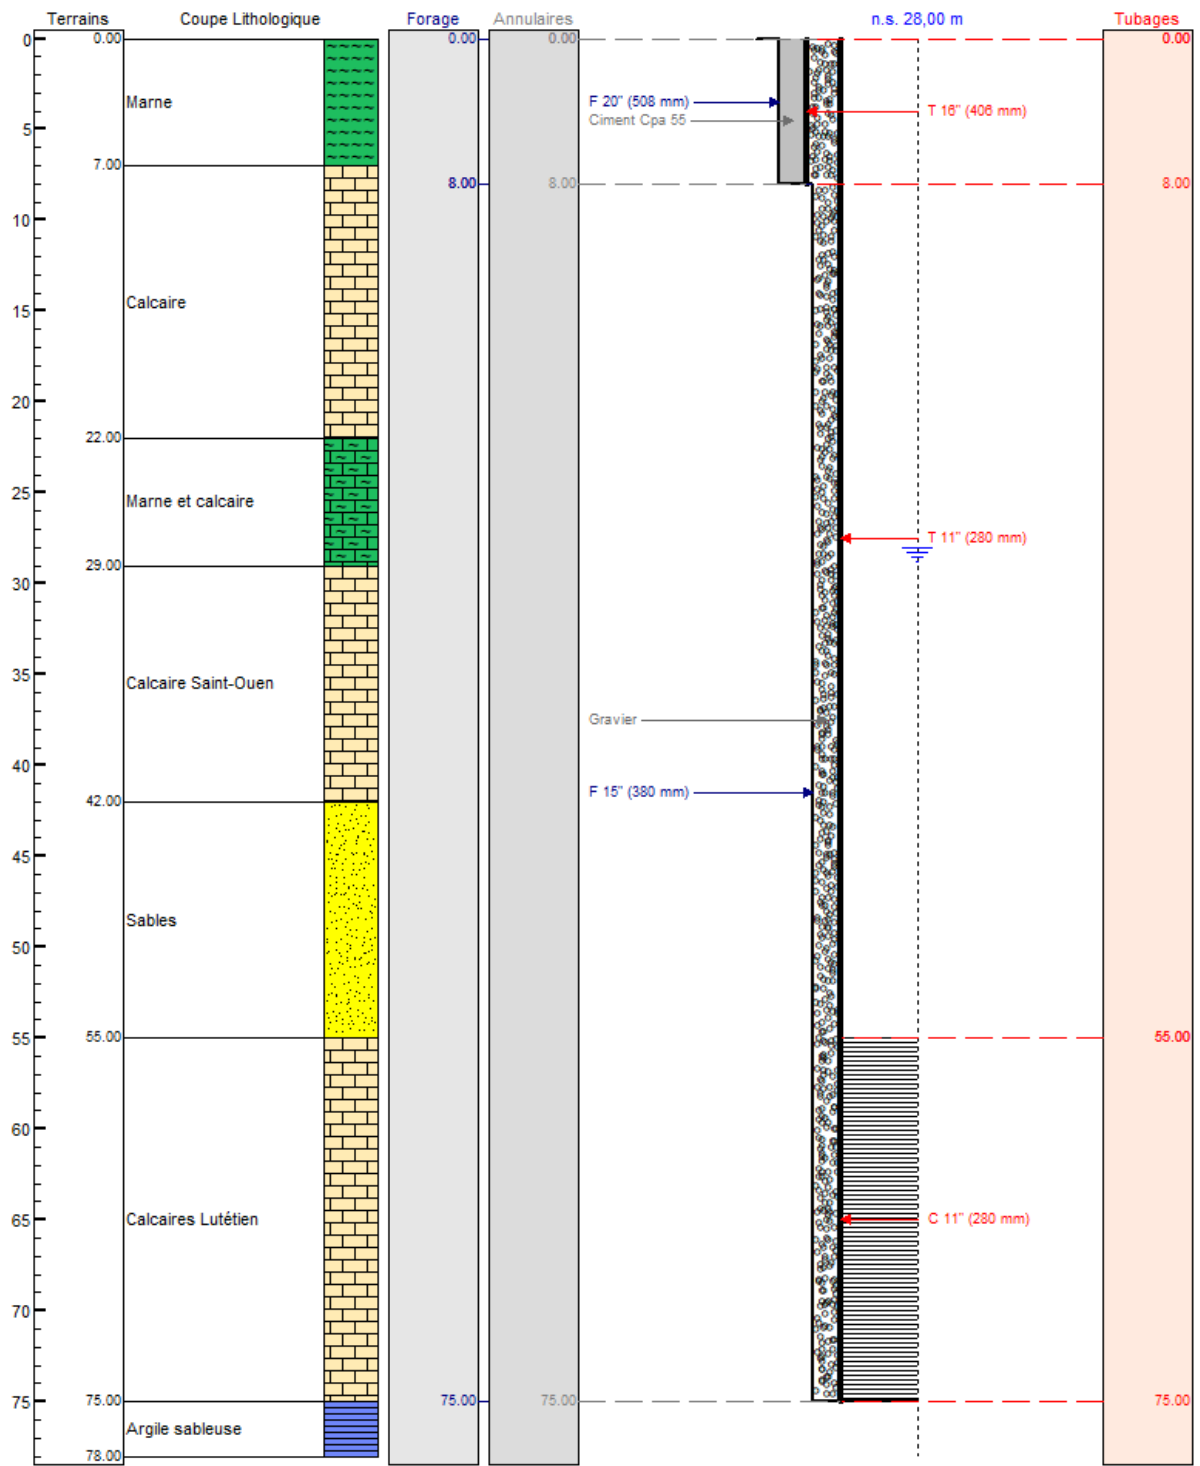 Terrains Coupe Lithologique Forage Annulaires n.s. 28,00 m Tubages
0 0.00 0.00 0.00 0.00
Marne F 20" (508 mm) T 16" (406 mm)
Ciment Cpa 55
5
7.00
8.00 8.00 8.00
10
Calcaire
15
20
22.00
25
Marne et calcaire
T 11" (280 mm)
29.00
30
35
Calcaire Saint-Ouen
Gravier
40
F 15" (380 mm)
42.00
45
Sables
50
55 55.00 55.00
60
65 Calcaires Lutétien C 11" (280 mm)
70
75 75.00 75.00 75.00 75.00
Argile sableuse
78.00